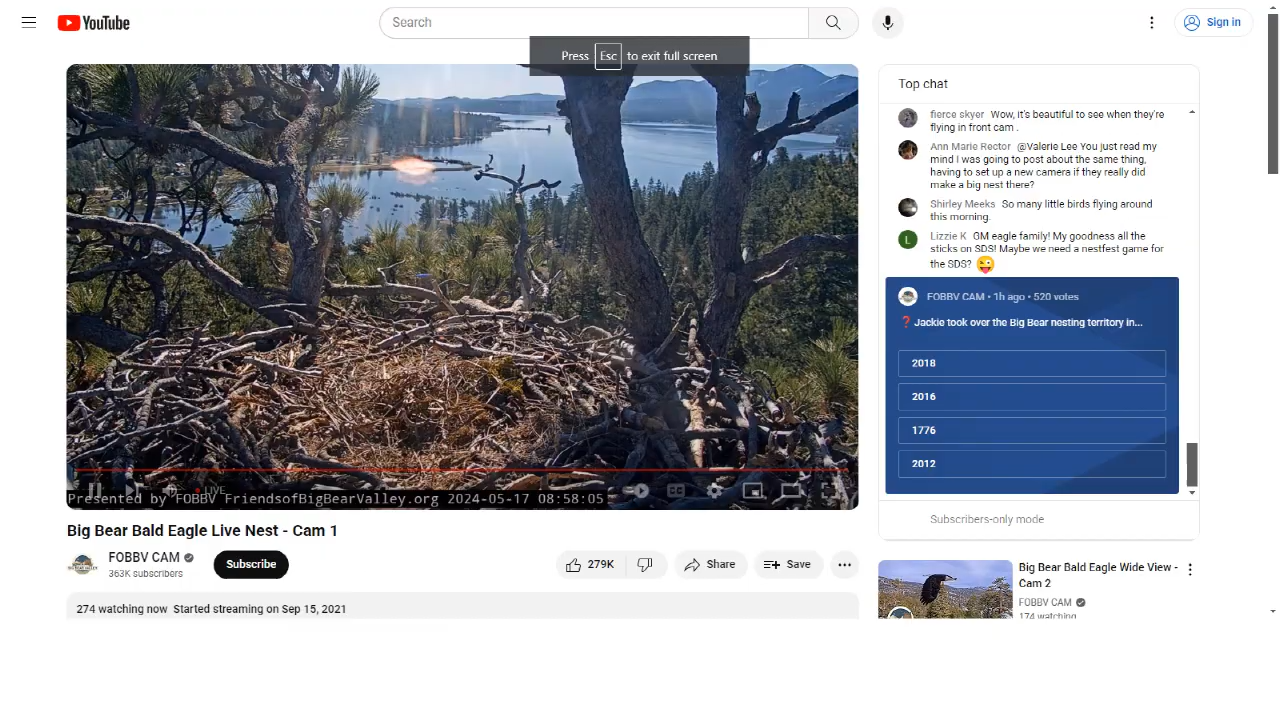 YouTube
Search
Sign in
Press Esc to exit full screen
Top chat
fierce skyer Wow, it's beautiful to see when they're
flying in front cam .
Ann Marie Rector @Valerie Lee You just read my
mind I was going to post about the same thing,
having to set up a new camera if they really did
make a big nest there?
Shirley Meeks So many little birds flying around
this morning.
L
Lizzie K GM eagle family! My goodness all the
sticks on SDS! Maybe we need a nestfest game for
the SDS?
FOBBV CAM • 1h ago • 520 votes
❓Jackie took over the Big Bear nesting territory in...
2018
2016
1776
2012
Subscribers-only mode
LIVE
Presented by FOBBV FriendsofBigBearValley.org 2024-05-17 08:58:05
Big Bear Bald Eagle Live Nest - Cam 1
FOBBV CAM
363K subscribers
Subscribe
279K
Share
Save
274 watching now Started streaming on Sep 15, 2021
Big Bear Bald Eagle Wide View -
Cam 2
FOBBV CAM
174 watching